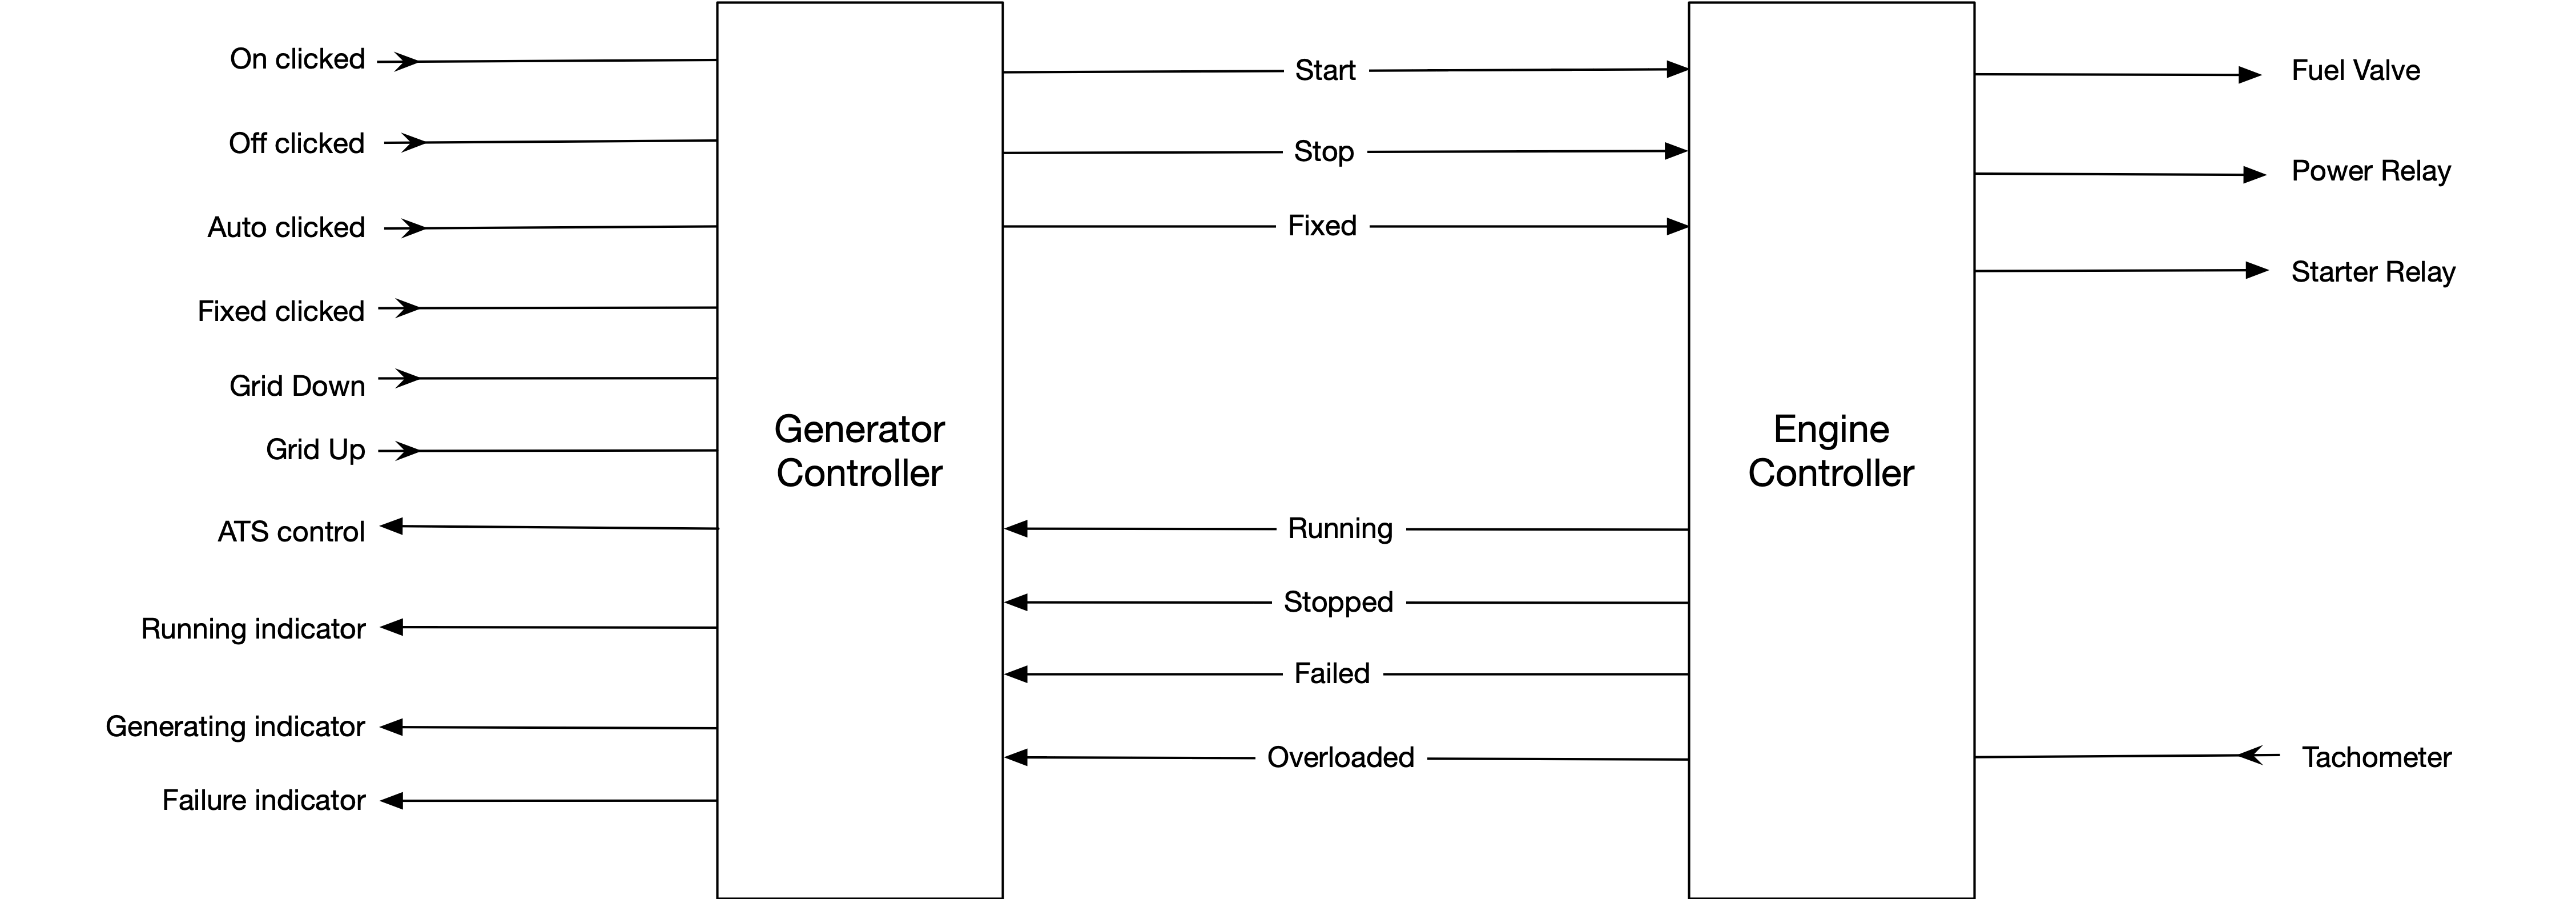 On clicked
Off clicked
Auto clicked
Fixed clicked
Grid Down
Grid Up
ATS control
Running indicator
Generating indicator
Failure indicator
Generator
Controller
Start
Stop
Fixed
Running
Stopped
Failed
Overloaded
Engine
Controller
Fuel Valve
Power Relay
Starter Relay
Tachometer